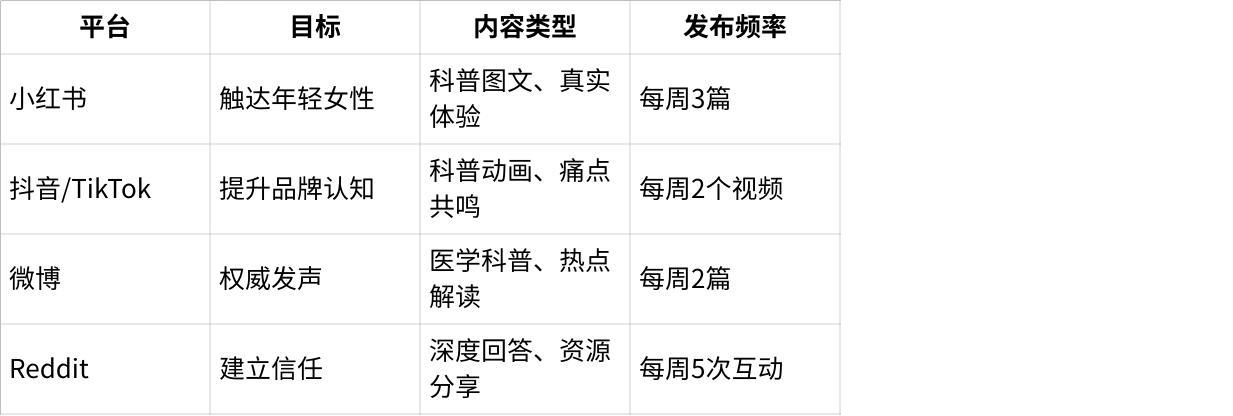 平台 目标 内容类型 发布频率
小红书 触达年轻女性 科普图文、真实
体验 每周3篇
抖音/TikTok 提升品牌认知 科普动画、痛点
共鸣 每周2个视频
微博 权威发声 医学科普、热点
解读 每周2篇
Reddit 建立信任 深度回答、资源
分享 每周5次互动